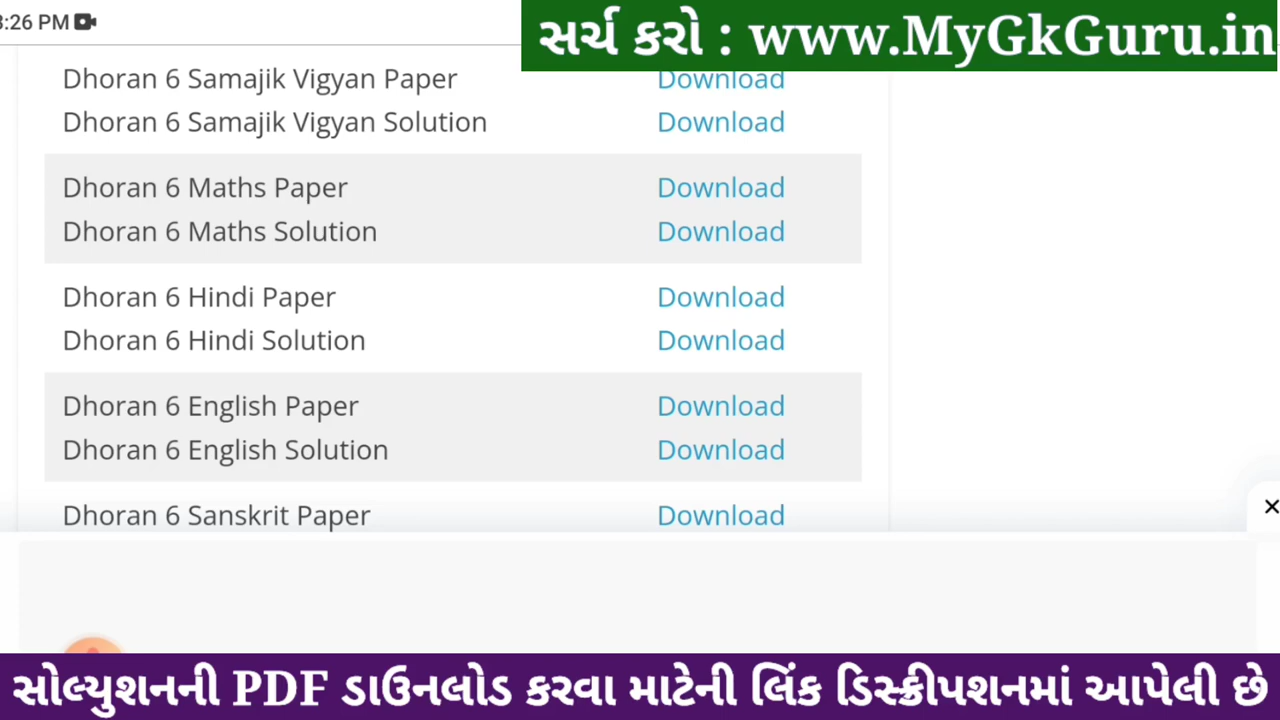 3:26 PM
સર્ચ કરો : www.MyGkGuru.in
Dhoran 6 Samajik Vigyan Paper Download
Dhoran 6 Samajik Vigyan Solution Download
Dhoran 6 Maths Paper Download
Dhoran 6 Maths Solution Download
Dhoran 6 Hindi Paper Download
Dhoran 6 Hindi Solution Download
Dhoran 6 English Paper Download
Dhoran 6 English Solution Download
Dhoran 6 Sanskrit Paper Download
સોલ્યુશનની PDF ડાઉનલોડ કરવા માટેની લિંક ડિસ્ક્રીપશનમાં આપેલી છે